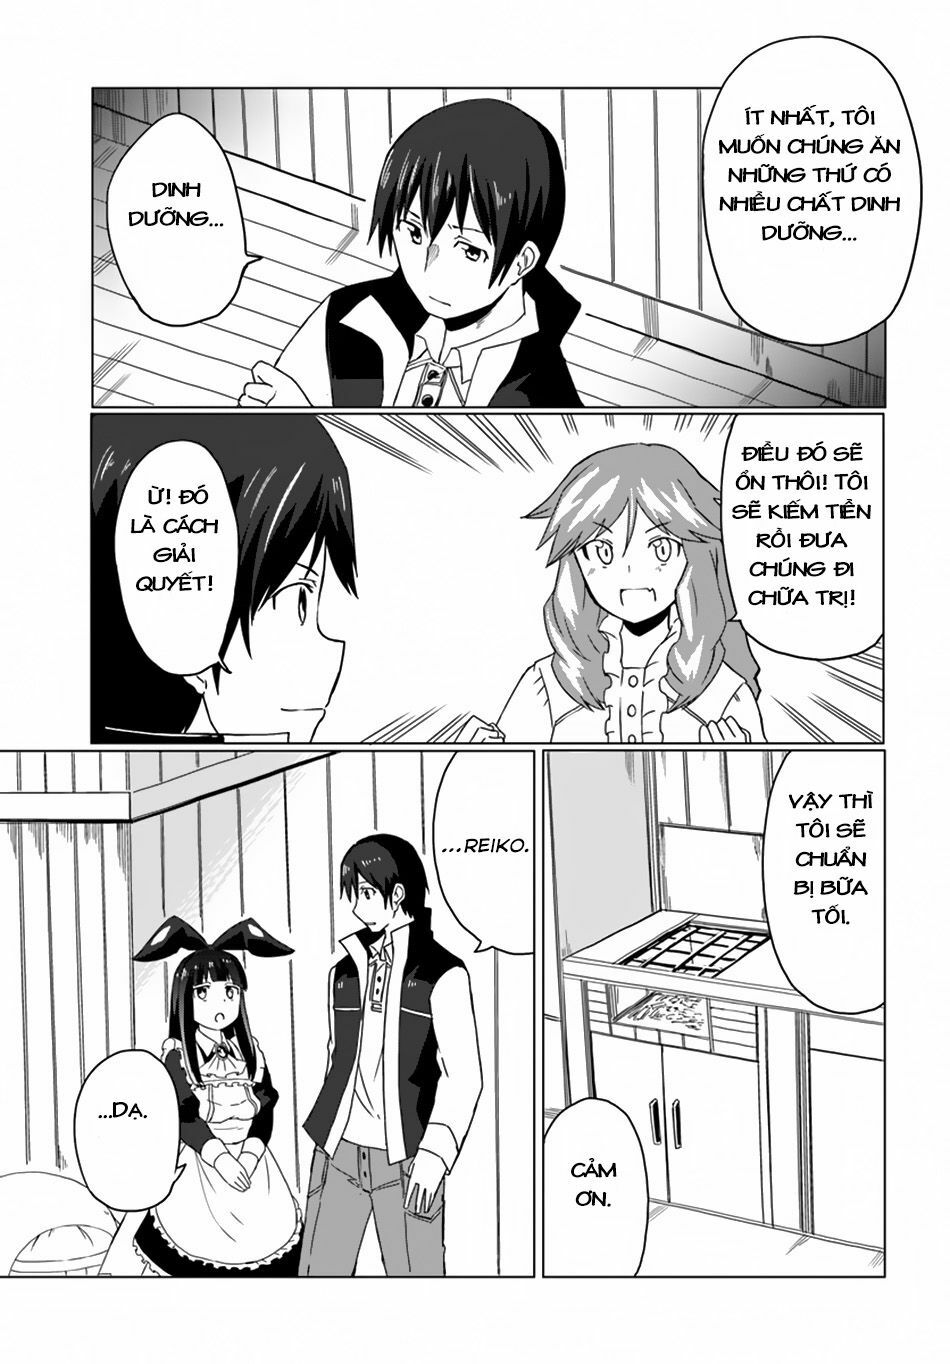 ÍT NHẤT, TÔI
MUỐN CHÚNG ĂN
NHỮNG THỨ CÓ
NHIỀU CHẤT DINH
DƯỠNG...
DINH
DƯỠNG...
ĐIỀU ĐÓ SẼ
ỔN THÔI! TÔI
SẼ KIẾM TIỀN
RỒI ĐƯA
CHÚNG ĐI
CHỮA TRỊ!
Ừ! ĐÓ
LÀ CÁCH
GIẢI
QUYẾT!
VẬY THÌ
TÔI SẼ
CHUẨN
BỊ BỮA
TỐI.
CẢM
ƠN.
...REIKO.
...DẠ.